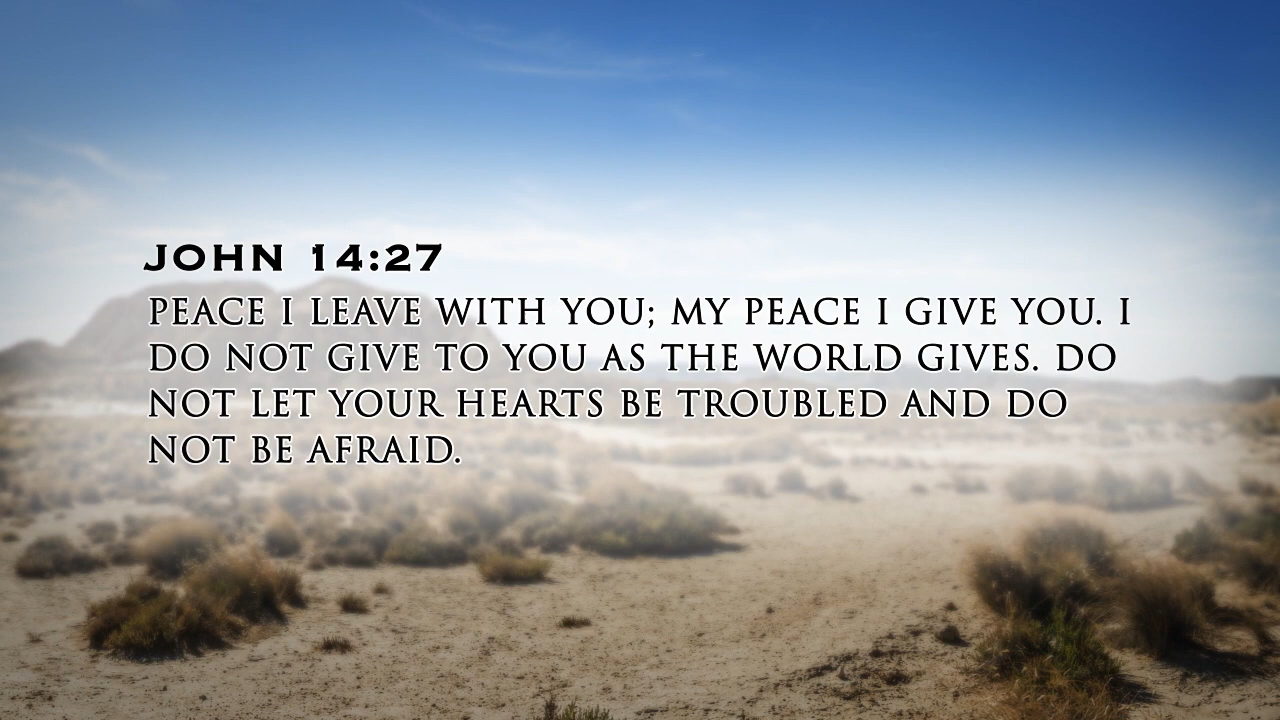 JOHN 14:27
PEACE I LEAVE WITH YOU; MY PEACE I GIVE YOU. I
DO NOT GIVE TO YOU AS THE WORLD GIVES. DO
NOT LET YOUR HEARTS BE TROUBLED AND DO
NOT BE AFRAID.